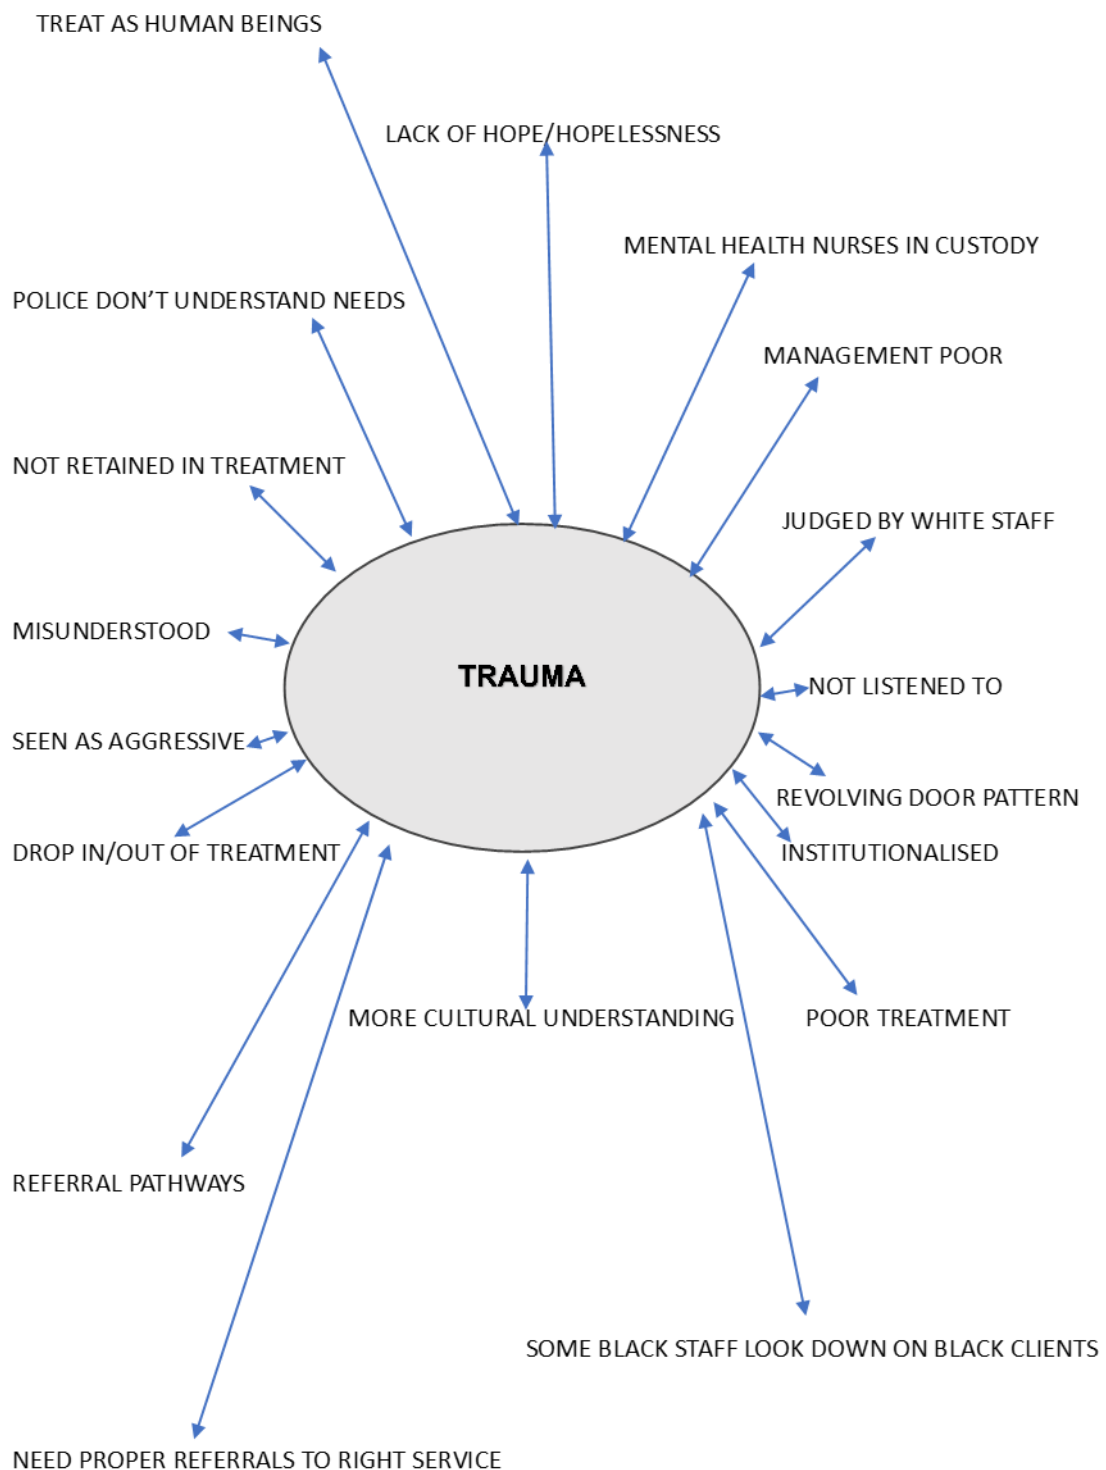 TREAT AS HUMAN BEINGS
LACK OF HOPE/HOPELESSNESS
MENTAL HEALTH NURSES IN CUSTODY
POLICE DON’T UNDERSTAND NEEDS
MANAGEMENT POOR
NOT RETAINED IN TREATMENT
JUDGED BY WHITE STAFF
MISUNDERSTOOD
TRAUMA
NOT LISTENED TO
SEEN AS AGGRESSIVE
REVOLVING DOOR PATTERN
DROP IN/OUT OF TREATMENT
INSTITUTIONALISED
MORE CULTURAL UNDERSTANDING
POOR TREATMENT
REFERRAL PATHWAYS
SOME BLACK STAFF LOOK DOWN ON BLACK CLIENTS
NEED PROPER REFERRALS TO RIGHT SERVICE